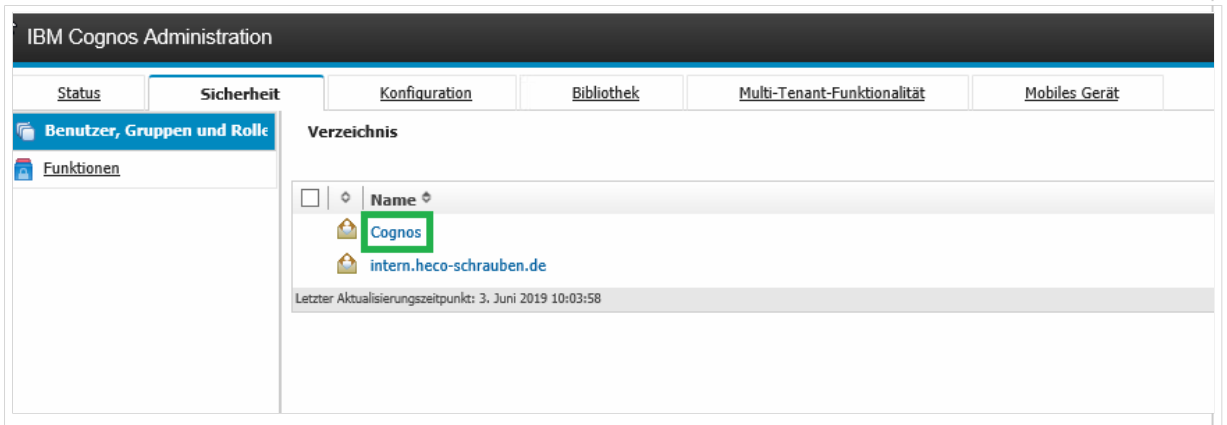 IBM Cognos Administration
Status Sicherheit Konfiguration Bibliothek Multi-Tenant-Funktionalität Mobiles Gerät
Benutzer, Gruppen und Rolle
Verzeichnis
Funktionen
Name
Cognos
intern.heco-schrauben.de
Letzter Aktualisierungszeitpunkt: 3. Juni 2019 10:03:58